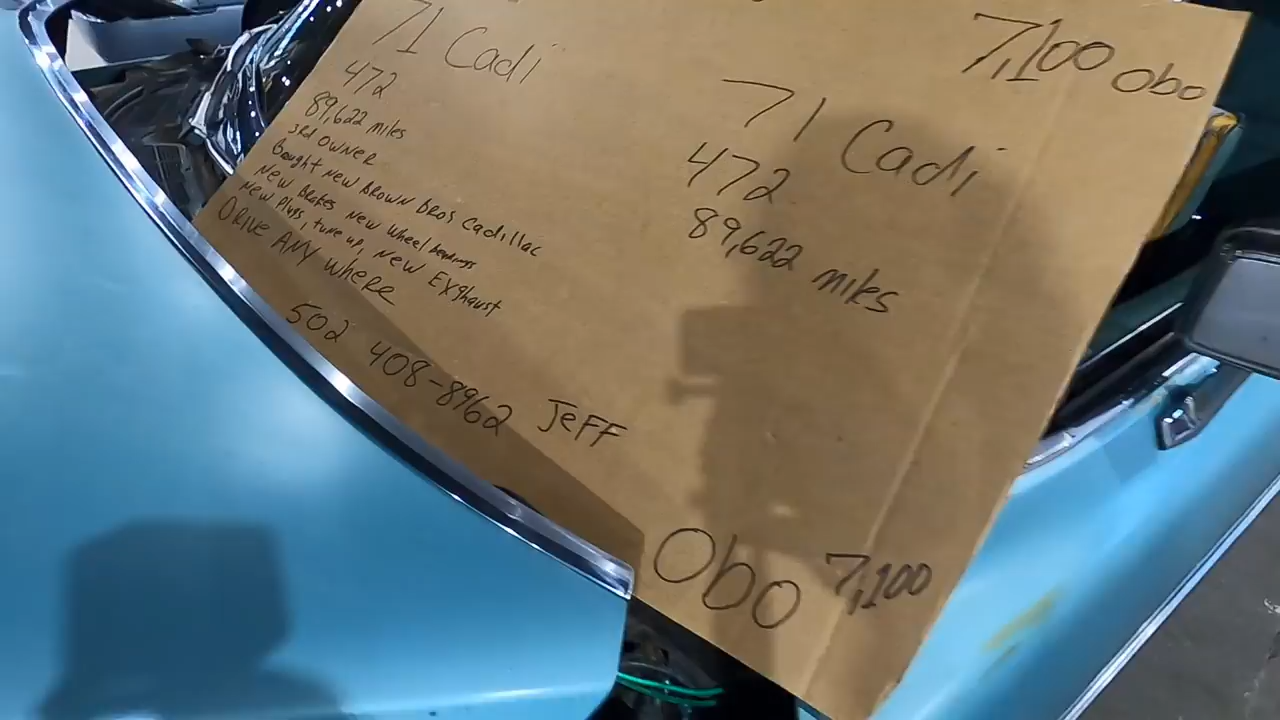 71 Cadi
472
89,622 miles
3rd OWNER
bought New Brown bros Cadillac
New Brakes New Wheel bearings
New Plugs, tune up, New EXghaust
DRIVE ANY where
502 408-8962 JEFF
7,100 obo
71 Cadi
472
89,622 miles
Obo 7,100